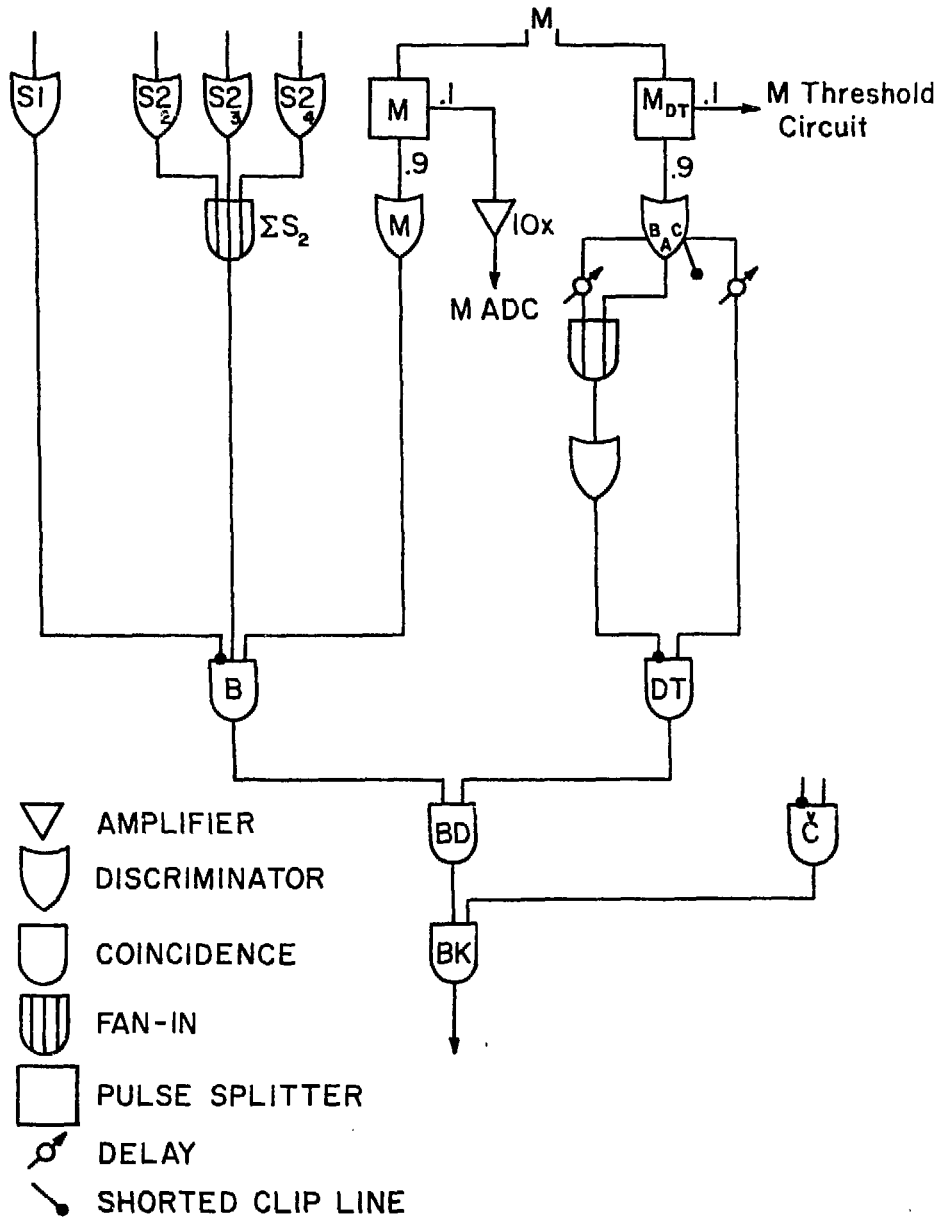 M
S1
S2 2
S2 3
S2 4
M
.1
M DT
.1
M Threshold
Circuit
.9
.9
ΣS2
M
10x
B A C
M ADC
B
DT
BD
Č
BK
AMPLIFIER
DISCRIMINATOR
COINCIDENCE
FAN-IN
PULSE SPLITTER
DELAY
SHORTED CLIP LINE